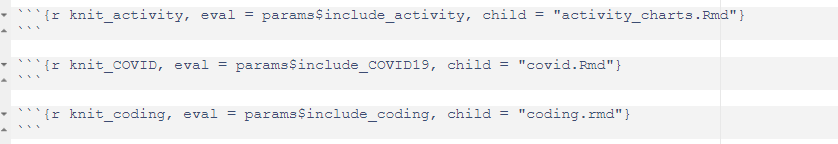 ```{r knit_activity, eval = params$include_activity, child = "activity_charts.Rmd"}
```
```{r knit_COVID, eval = params$include_COVID19, child = "covid.Rmd"}
```
```{r knit_coding, eval = params$include_coding, child = "coding.rmd"}
```